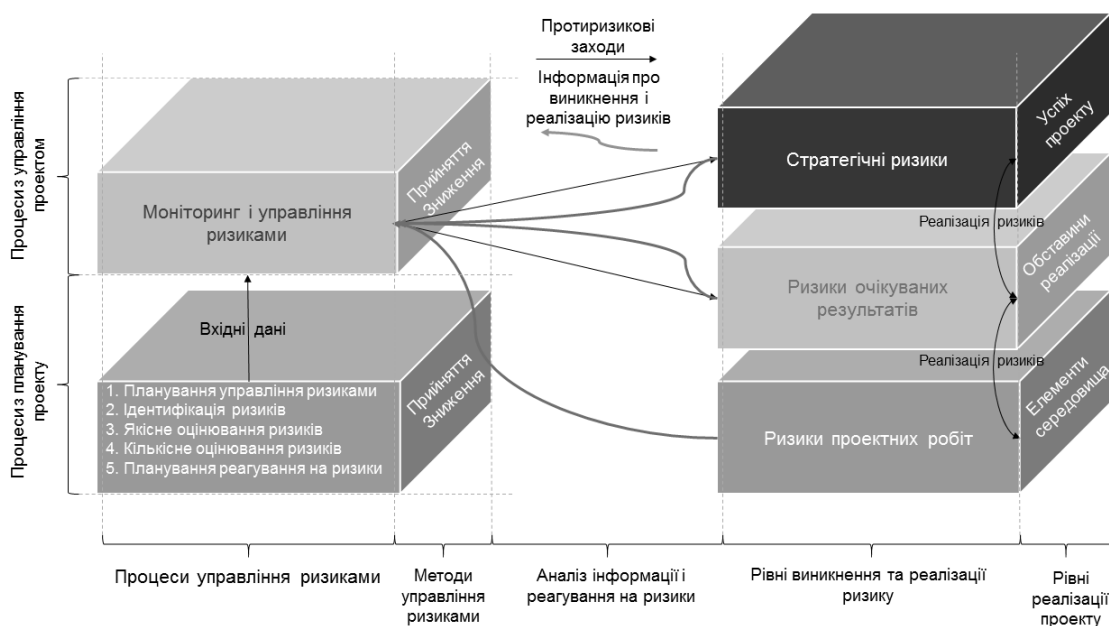 Протиризикові
заходи
Інформація про
виникнення і
реалізацію ризиків
Процеси з управління
проектом
Моніторинг і управління
ризиками
Прийняття
Зниження
Стратегічні ризики
Успіх
проекту
Реалізація ризиків
Ризики очікуваних
результатів
Обставини
реалізації
Реалізація ризиків
Процеси з планування
проекту
Вхідні дані
1. Планування управління ризиками
2. Ідентифікація ризиків
3. Якісне оцінювання ризиків
4. Кількісне оцінювання ризиків
5. Планування реагування на ризики
Прийняття
Зниження
Ризики проектних робіт
Елементи
середовища
Процеси управління ризиками
Методи
управління
ризиками
Аналіз інформації і
реагування на ризики
Рівні виникнення та реалізації
ризику
Рівні
реалізації
проекту